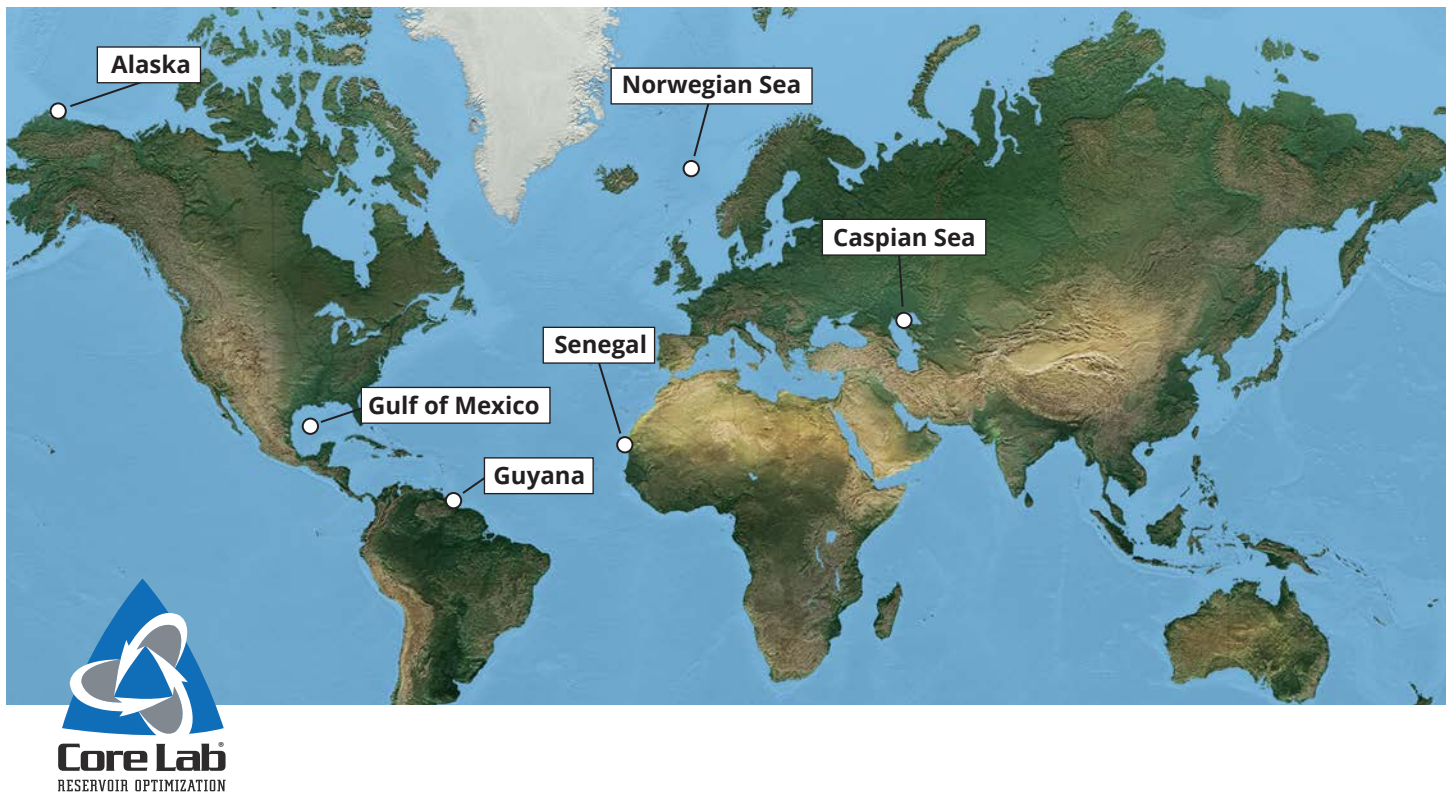 Alaska
Norwegian Sea
Caspian Sea
Senegal
Gulf of Mexico
Guyana
Core Lab®
RESERVOIR OPTIMIZATION